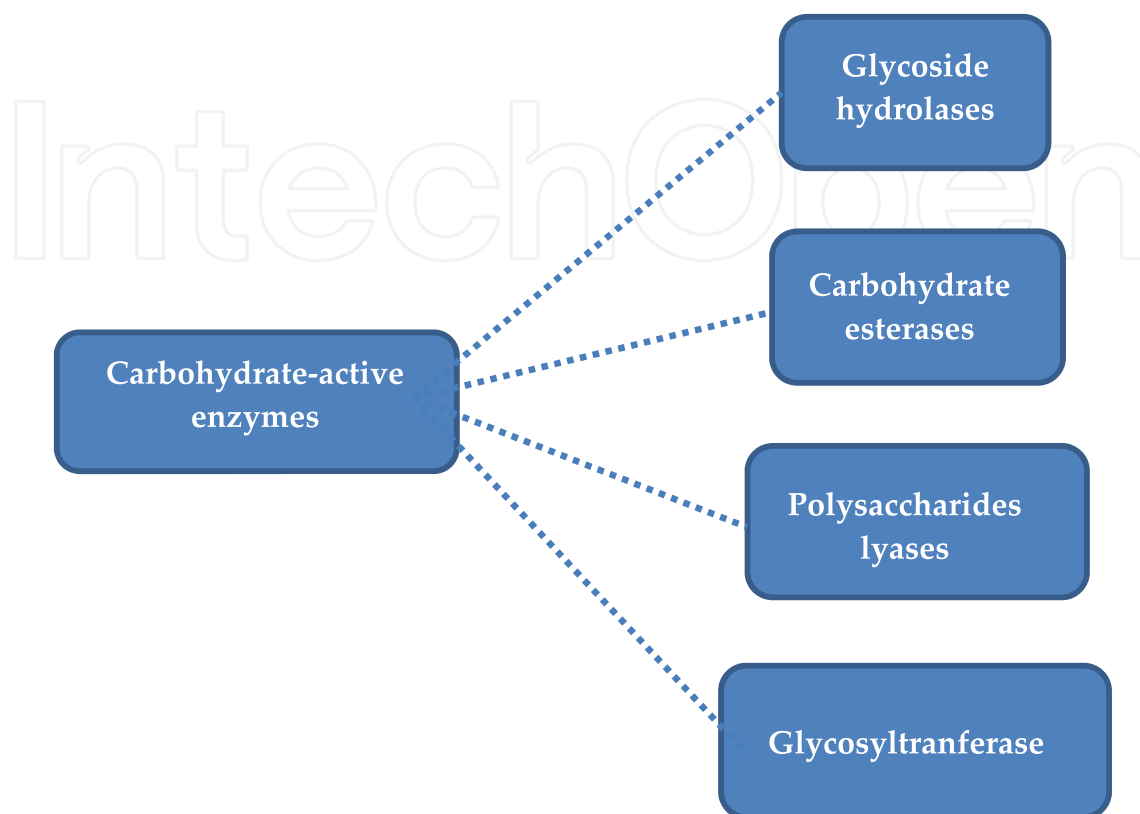 IntechOpen
Glycoside
hydrolases
Carbohydrate
esterases
Carbohydrate-active
enzymes
Polysaccharides
lyases
Glycosyltranferase